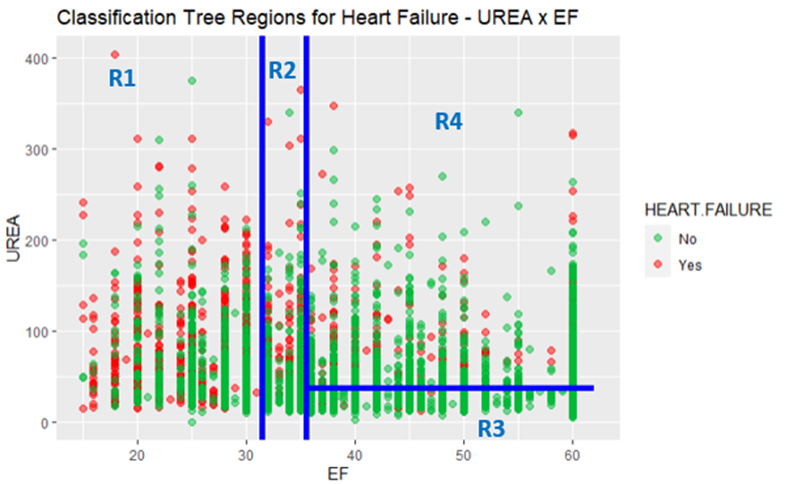 Classification Tree Regions for Heart Failure - UREA x EF
400
300
200
100
0
UREA
R1
R2
R4
R3
20
30
40
50
60
EF
HEART.FAILURE
No
Yes